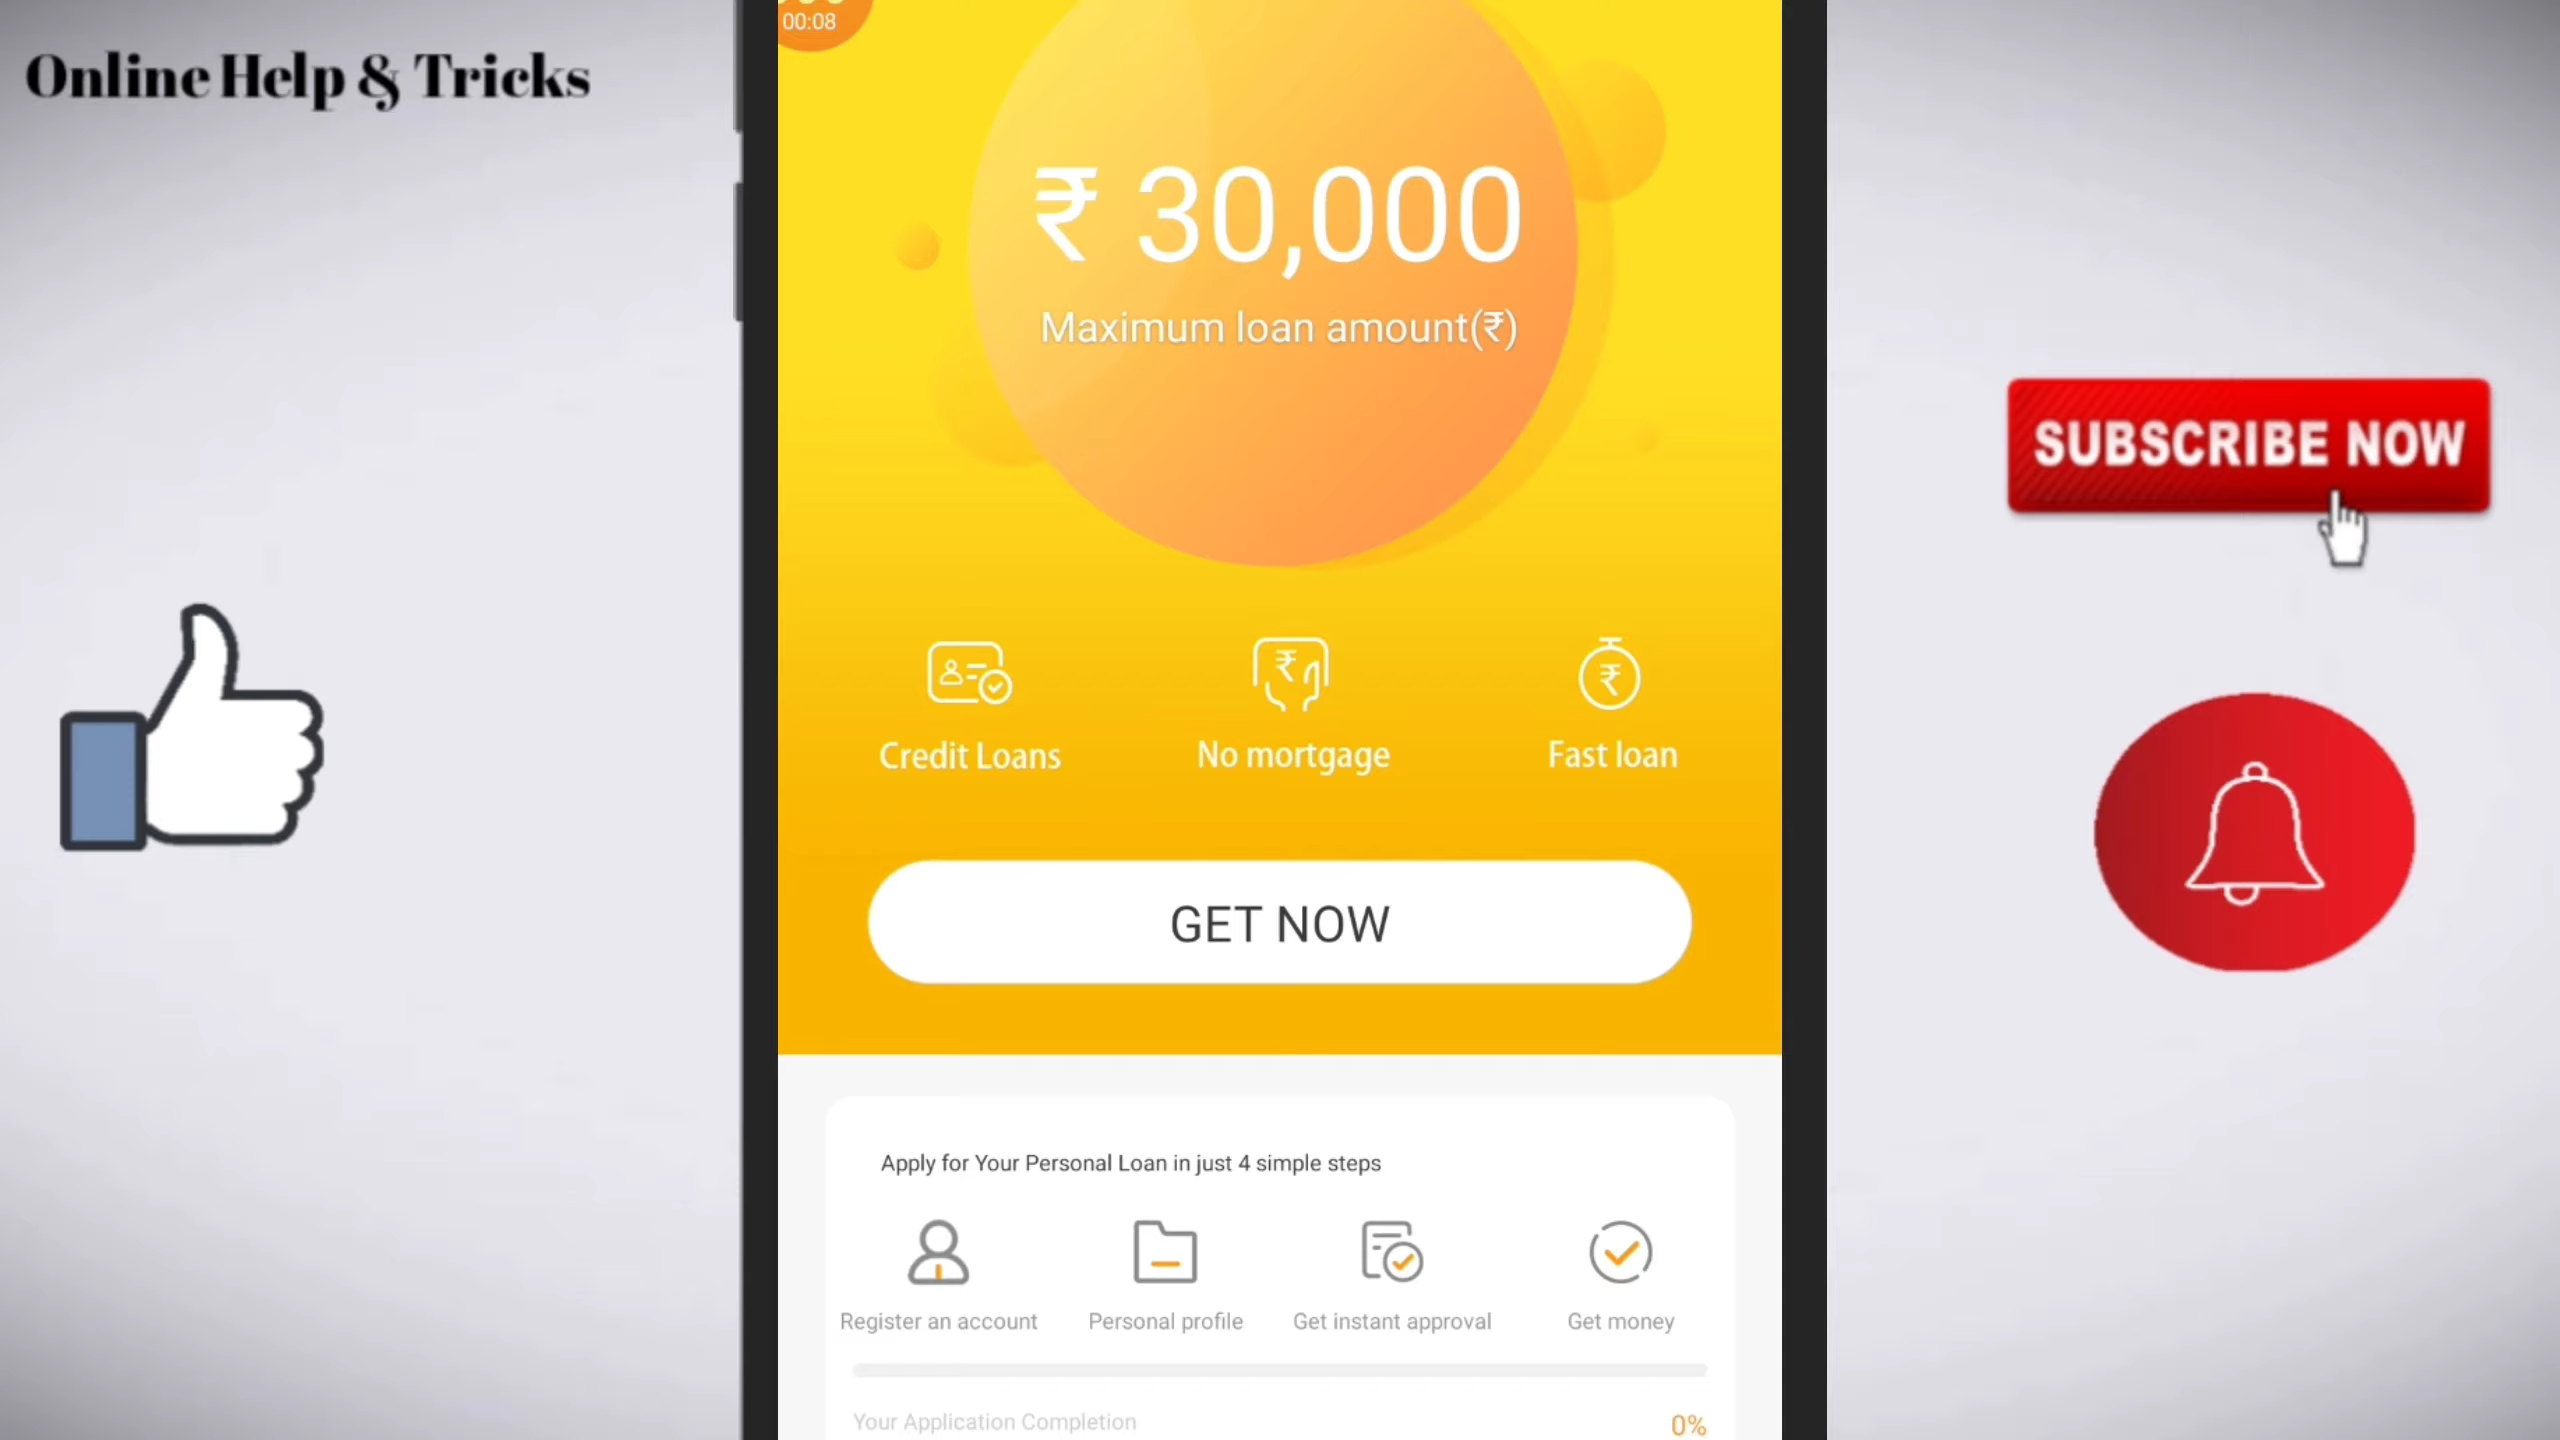 Online Help & Tricks
00:08
₹ 30,000
Maximum loan amount(₹)
SUBSCRIBE NOW
Credit Loans
No mortgage
Fast loan
GET NOW
Apply for Your Personal Loan in just 4 simple steps
Register an account
Personal profile
Get instant approval
Get money
Your Application Completion
0%